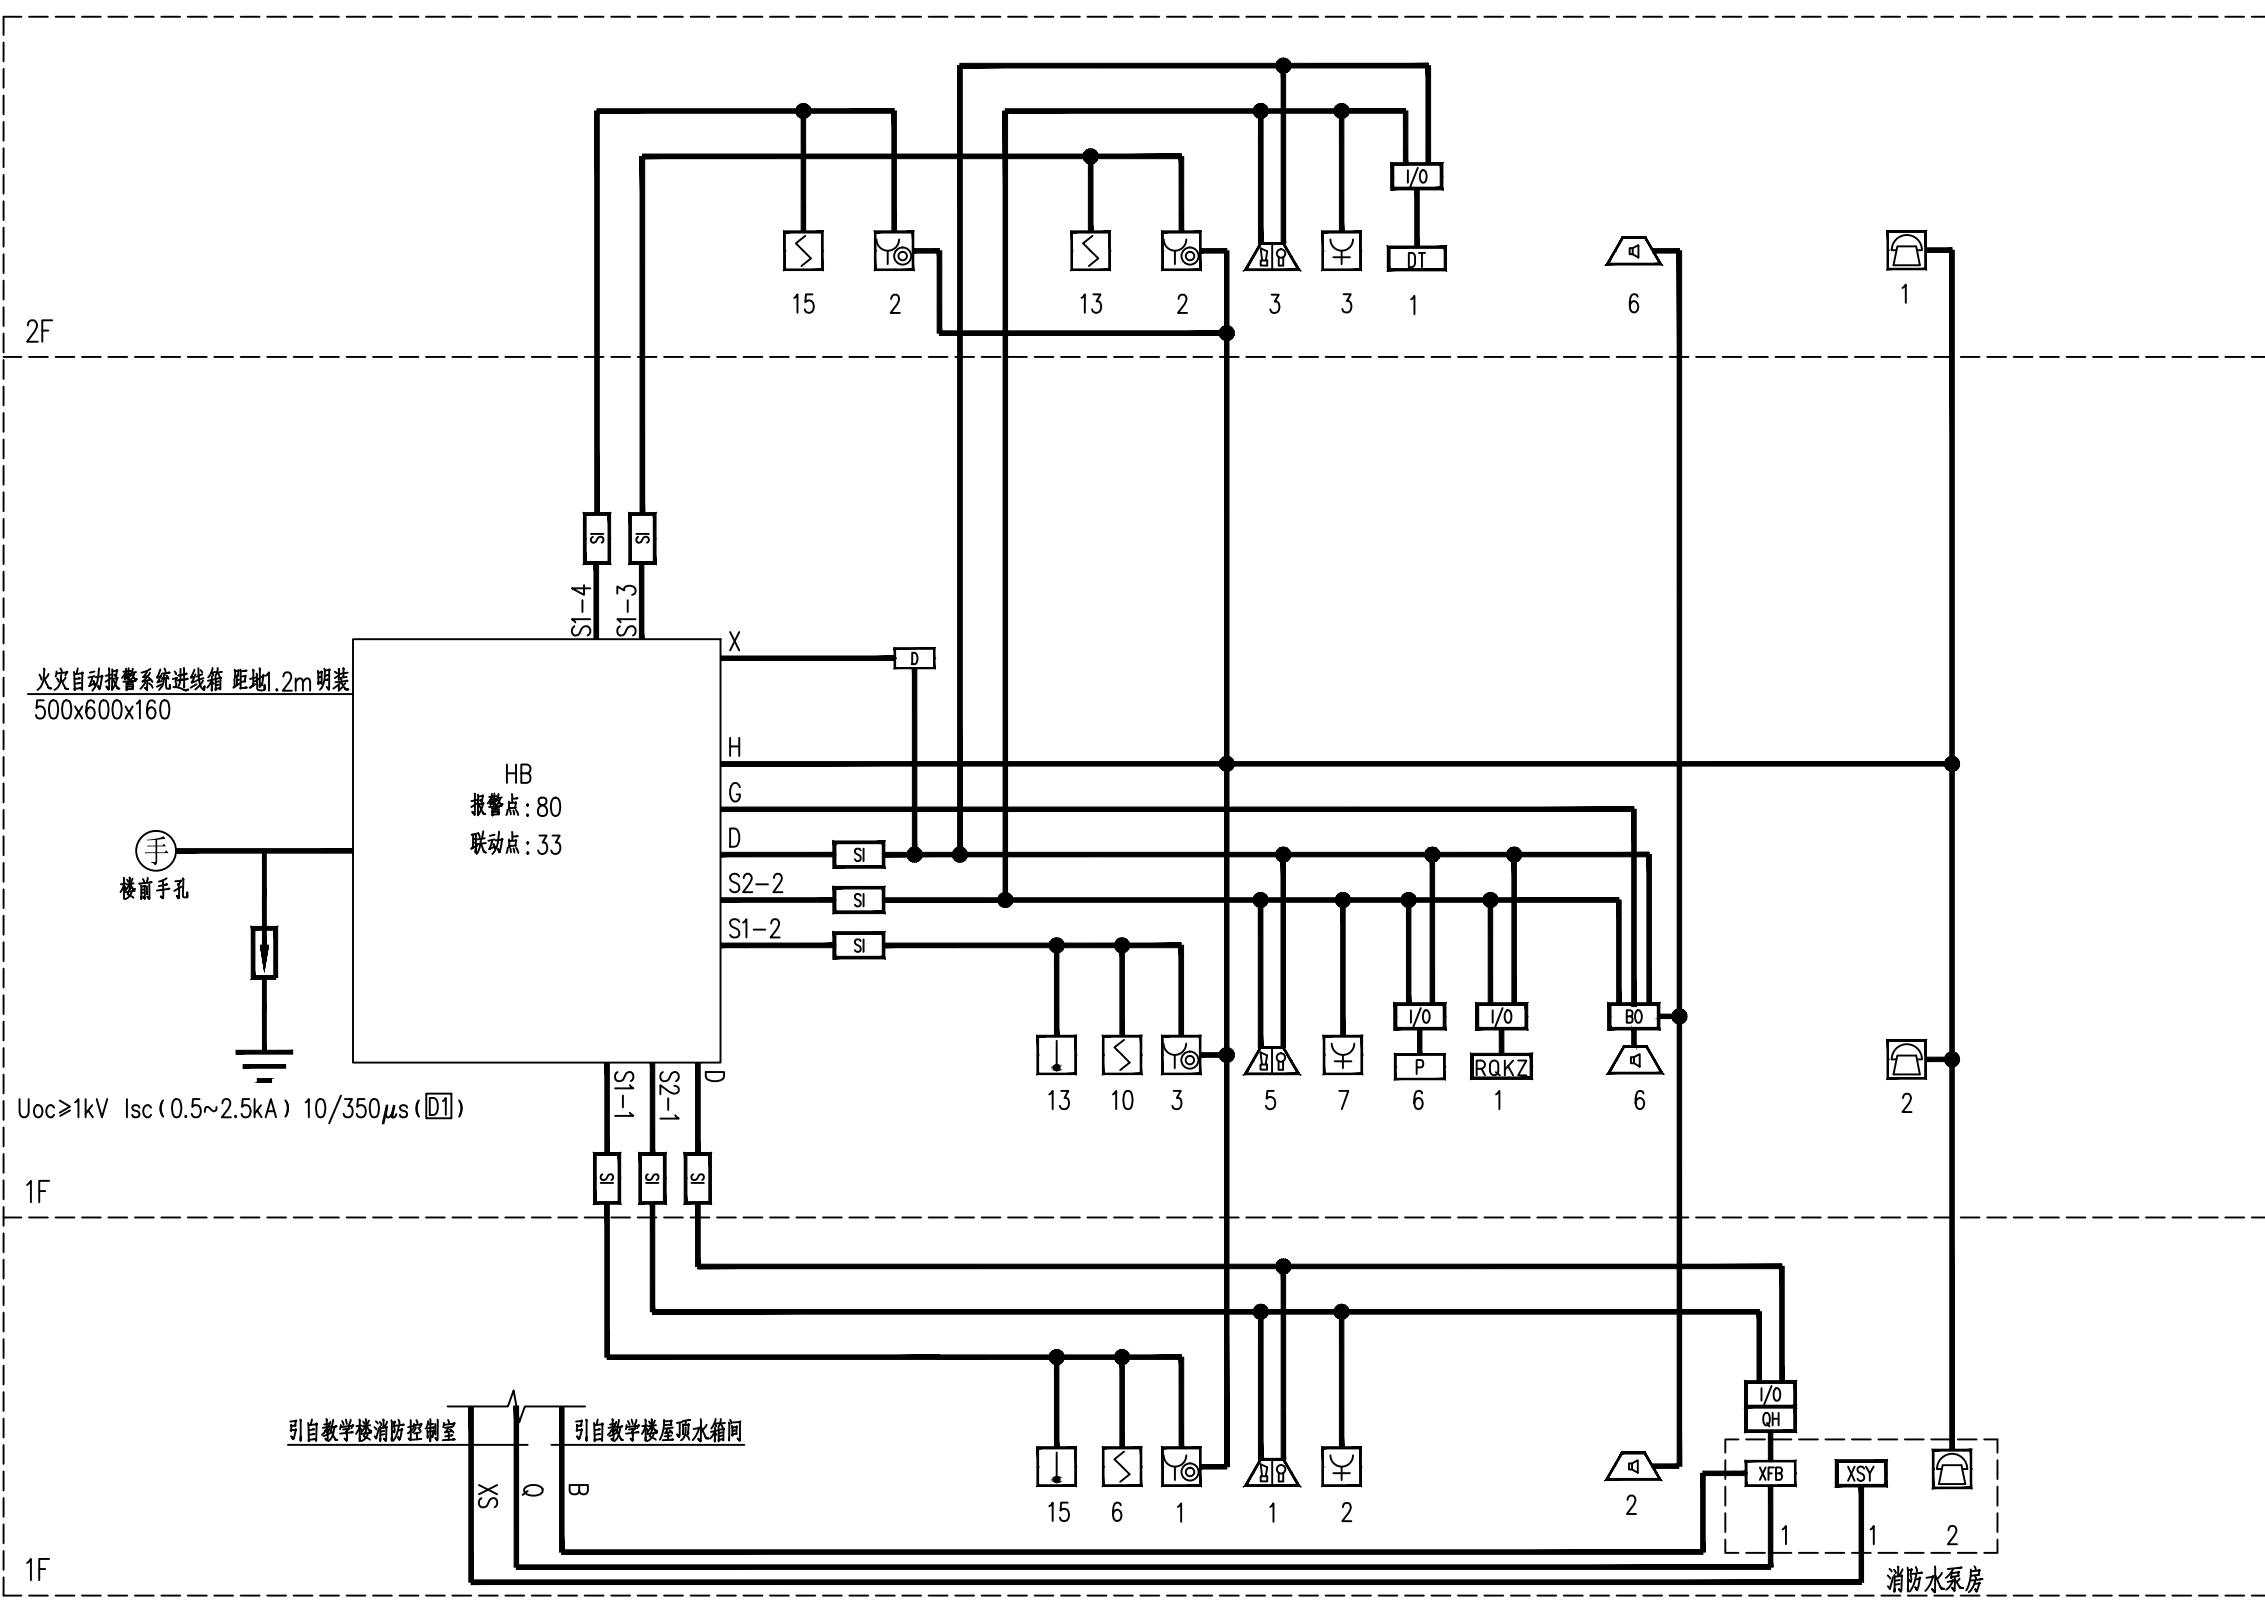 I/O
DT
15
2
13
2
3
3
1
6
1
2F
SI
SI
S1-4
S1-3
X
D
火灾自动报警系统进线箱 距地1.2m明装
500x600x160
H
HB
G
报警点:80
D
联动点:33
SI
手
楼前手孔
S2-2
SI
S1-2
SI
I/O
I/O
BO
P
RQKZ
13
10
3
5
7
6
1
6
2
S1-1
S2-1
D
Uoc≥1kV Isc(0.5~2.5kA) 10/350μs(D1)
SI
SI
SI
1F
I/O
QH
引自教学楼消防控制室
引自教学楼屋顶水箱间
XFB
XSY
XS
Q
B
15
6
1
1
2
2
1
1
2
1F
消防水泵房